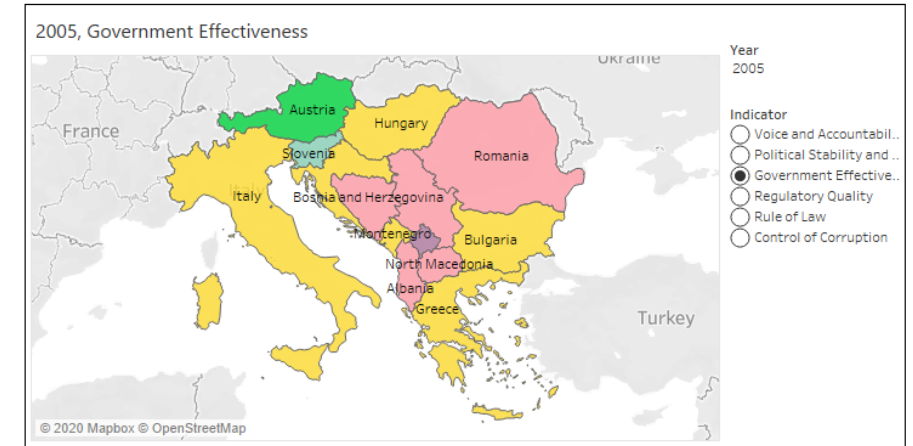 2005, Government Effectiveness
Ukraine
Year
2005
Austria
France
Hungary
Slovenia
Romania
Indicator
Voice and Accountabil..
Political Stability and ..
Government Effective..
Regulatory Quality
Rule of Law
Control of Corruption
Italy
Italy
Bosnia and Herzegovina
Montenegro
Bulgaria
North Macedonia
Albania
Greece
Turkey
© 2020 Mapbox © OpenStreetMap